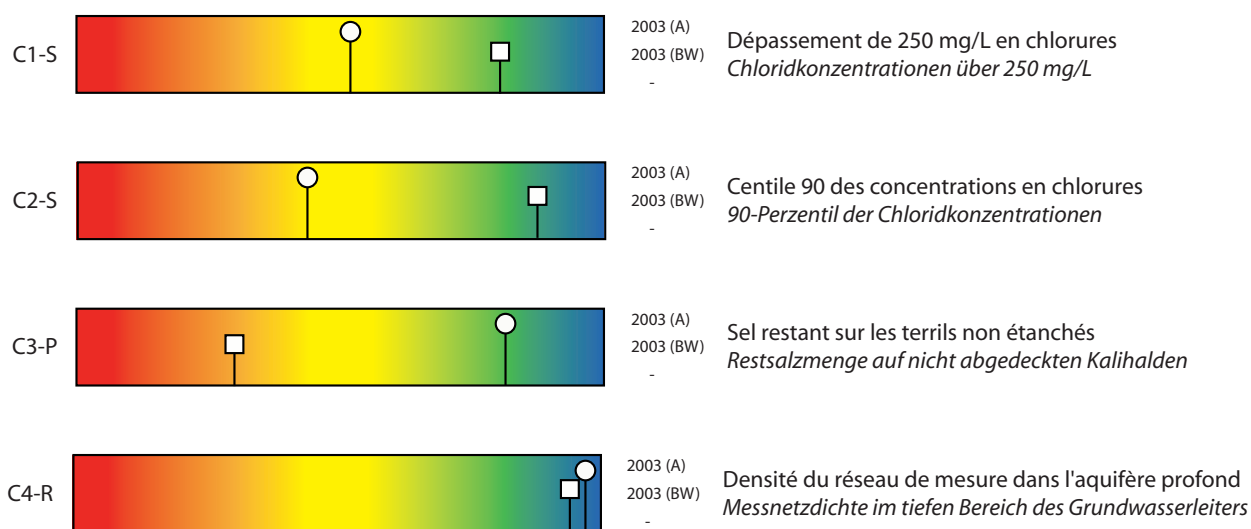 C1-S
2003 (A)
2003 (BW)
-
Dépassement de 250 mg/L en chlorures
Chloridkonzentrationen über 250 mg/L
C2-S
2003 (A)
2003 (BW)
-
Centile 90 des concentrations en chlorures
90-Perzentil der Chloridkonzentrationen
C3-P
2003 (A)
2003 (BW)
-
Sel restant sur les terrils non étanchés
Restsalzmenge auf nicht abgedeckten Kalihalden
C4-R
2003 (A)
2003 (BW)
-
Densité du réseau de mesure dans l'aquifère profond
Messnetzdichte im tiefen Bereich des Grundwasserleiters